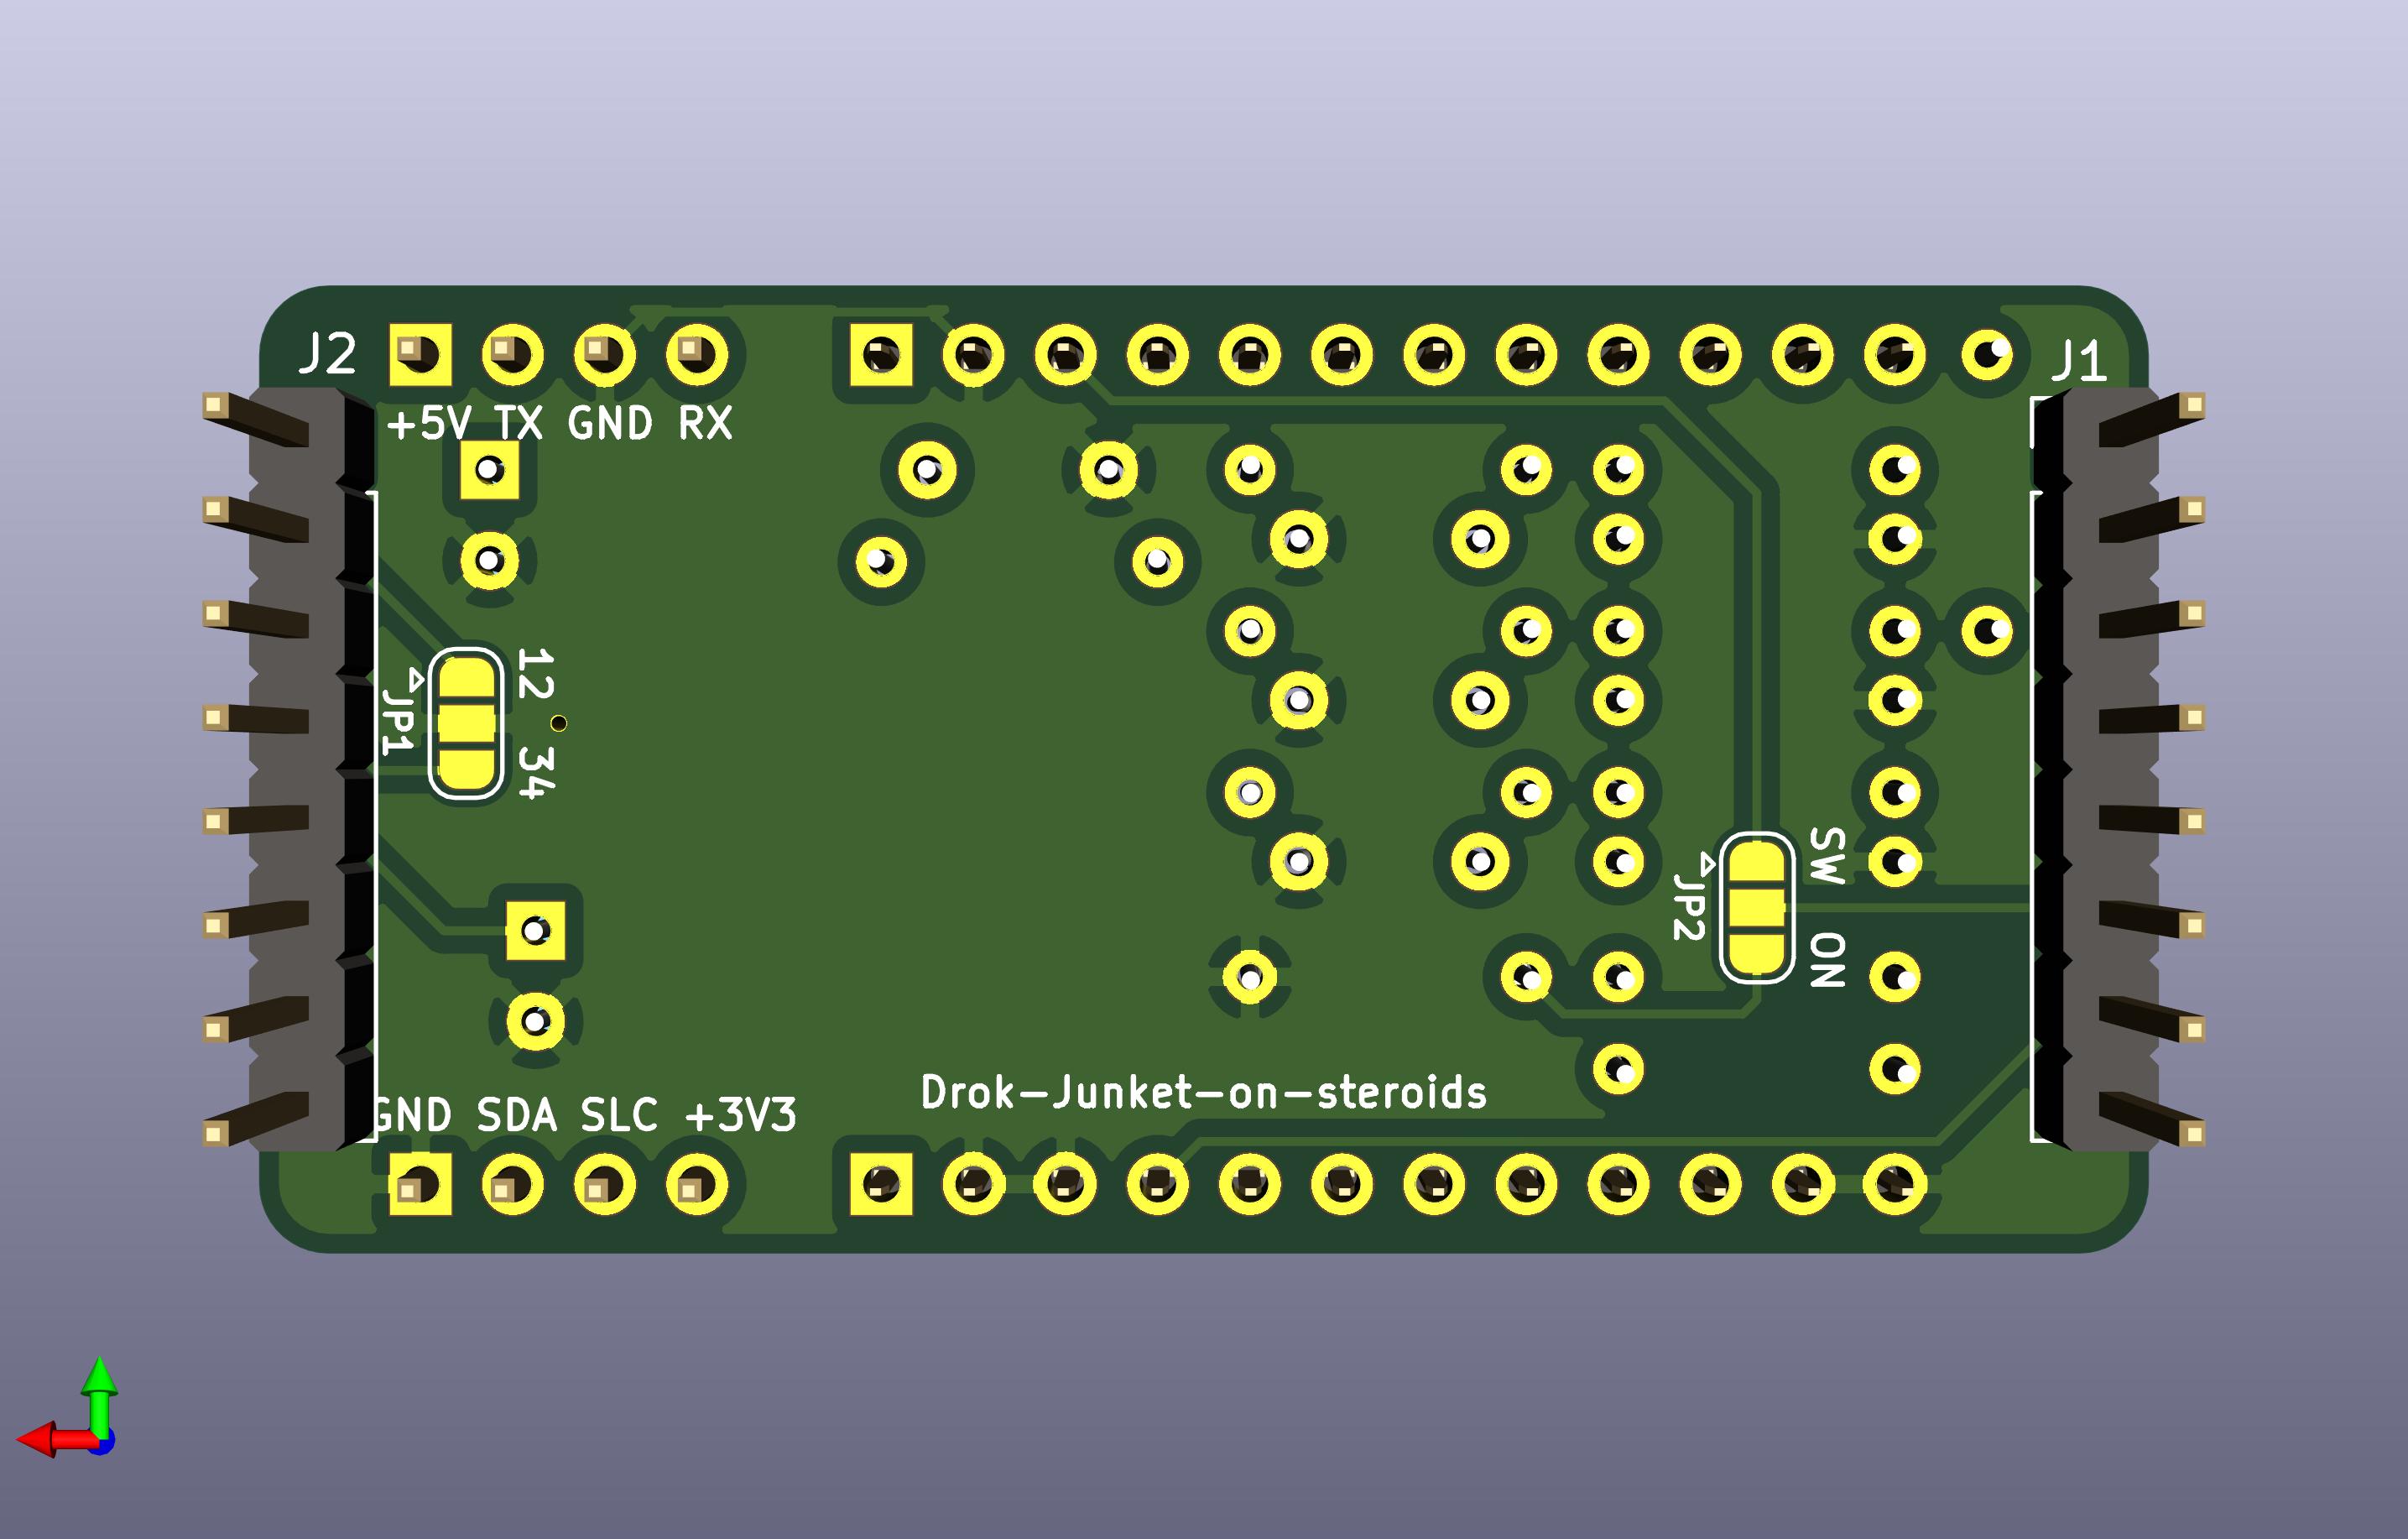 J2
J1
+5V TX GND RX
12
34
JP1
SW
ON
JP2
Drok-Junket-on-steroids
GND SDA SLC +3V3